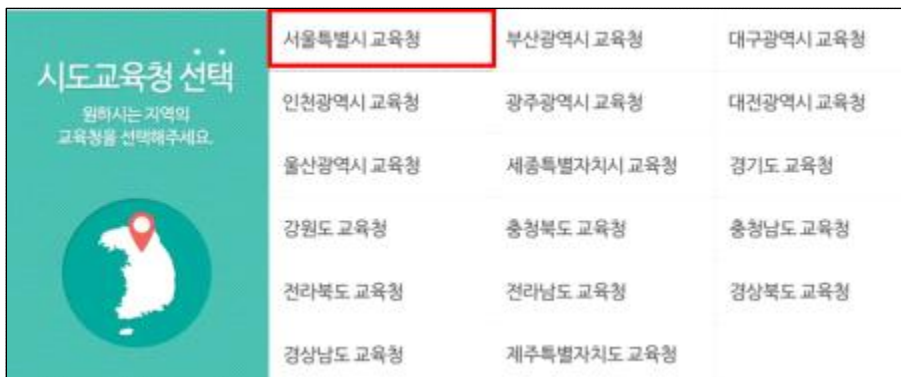 시도교육청 선택
원하시는 지역의
교육청을 선택해주세요.
서울특별시 교육청 부산광역시 교육청 대구광역시 교육청
인천광역시 교육청 광주광역시 교육청 대전광역시 교육청
울산광역시 교육청 세종특별자치시 교육청 경기도 교육청
강원도 교육청 충청북도 교육청 충청남도 교육청
전라북도 교육청 전라남도 교육청 경상북도 교육청
경상남도 교육청 제주특별자치도 교육청